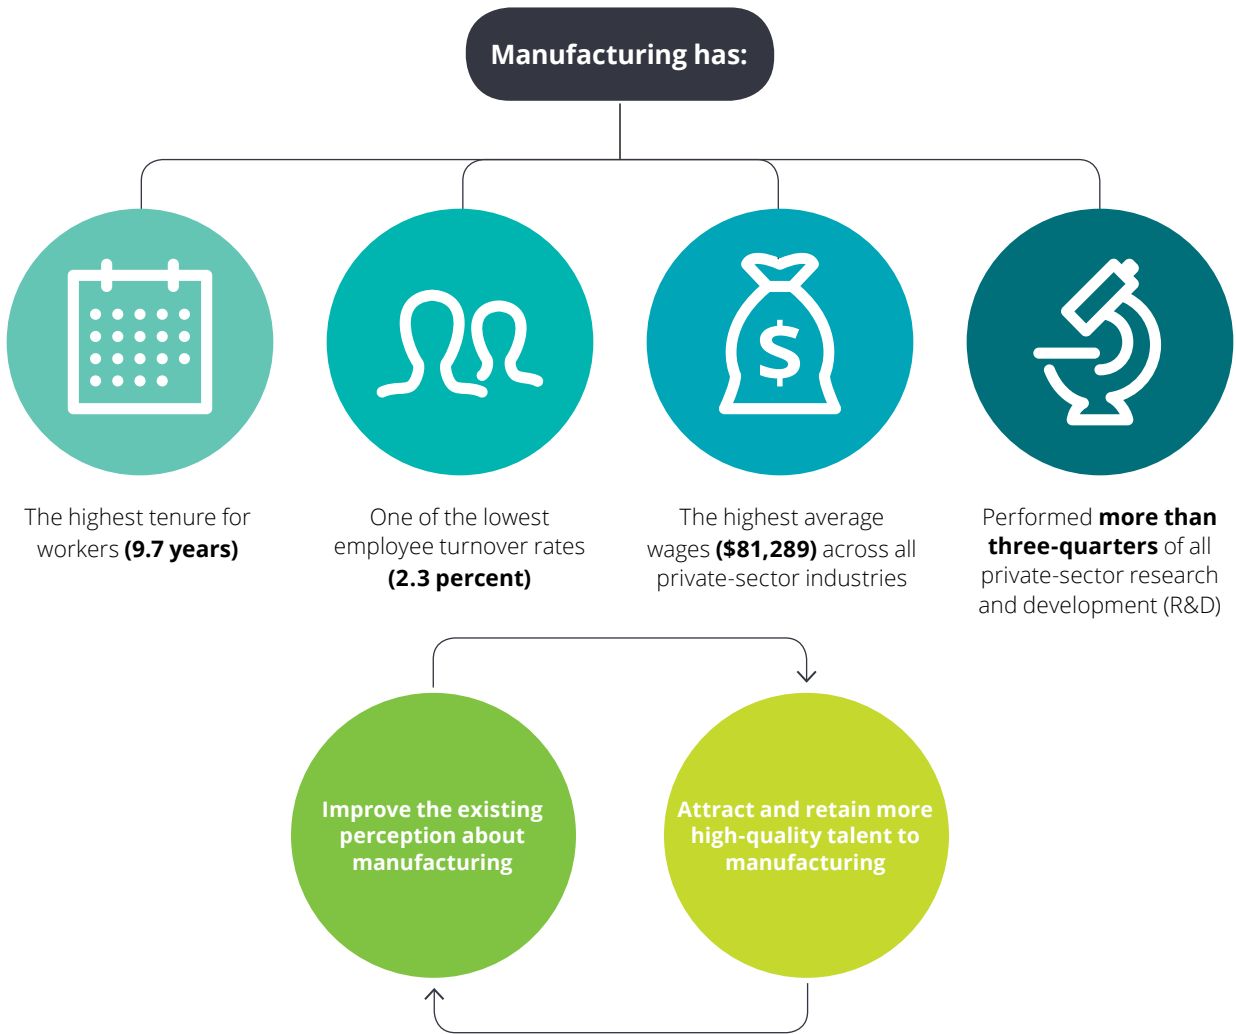 Manufacturing has:
$
The highest tenure for
workers (9.7 years)
One of the lowest
employee turnover rates
(2.3 percent)
The highest average
wages ($81,289) across all
private-sector industries
Performed more than
three-quarters of all
private-sector research
and development (R&D)
Improve the existing
perception about
manufacturing
Attract and retain more
high-quality talent to
manufacturing